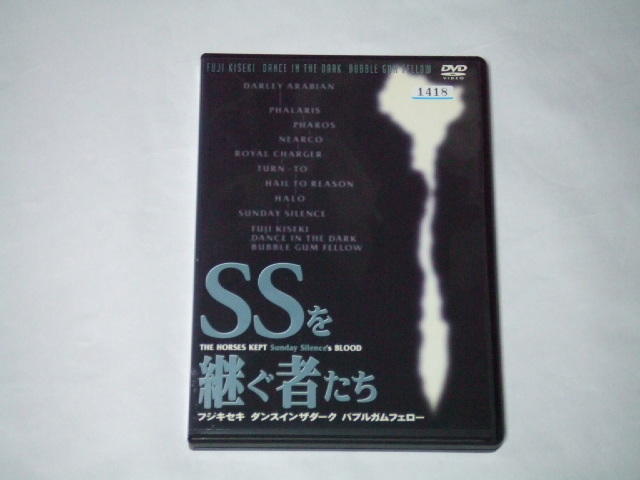 FUJI KISEKI DANCE IN THE DARK BUBBLE GUM FELLOW
DVD
VIDEO
1418
DARLEY ARABIAN
PHALARIS
PHAROS
NEARCO
ROYAL CHARGER
TURN-TO
HAIL TO REASON
HALO
SUNDAY SILENCE
FUJI KISEKI
DANCE IN THE DARK
BUBBLE GUM FELLOW
SSを
THE HORSES KEPT Sunday Silence's BLOOD
継ぐ者たち
フジキセキ ダンスインザダーク バブルガムフェロー